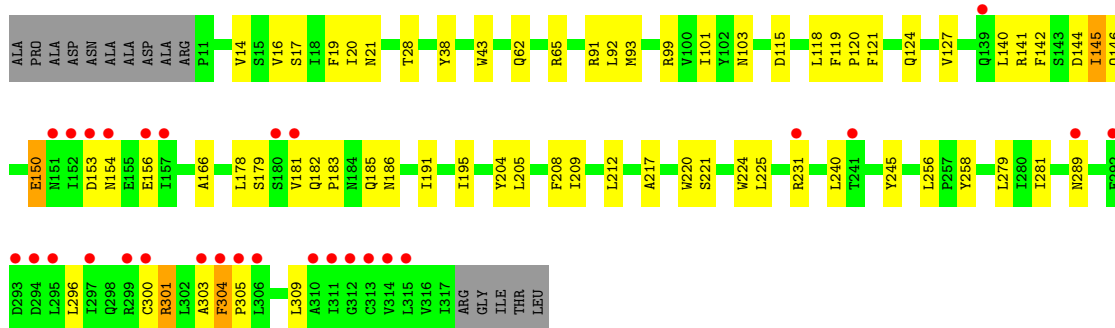 ALA PRO ALA ASP ASN ALA ALA ASP ALA ARG P11 V14 S15 V16 S17 I18 F19 I20 N21 T28 Y38 W43 Q62 R65 R91 L92 M93 R99 V100 I101 Y102 N103 D115 L118 F119 P120 F121 Q124 V127 Q139 L140 R141 F142 S143 D144 I145
E150 N151 I152 D153 N154 E155 E156 I157 A166 L178 S179 S180 V181 Q182 P183 N184 Q185 N186 I191 I195 Y204 L205 F208 I209 L212 A217 W220 S221 W224 L225 R231 L240 T241 Y245 L256 P257 Y258 L279 I280 I281 N289
D293 D294 L295 L296 I297 Q298 R299 C300 R301 L302 A303 F304 P305 L306 L309 A310 I311 G312 C313 V314 L315 V316 I317 ARG GLY ILE THR LEU